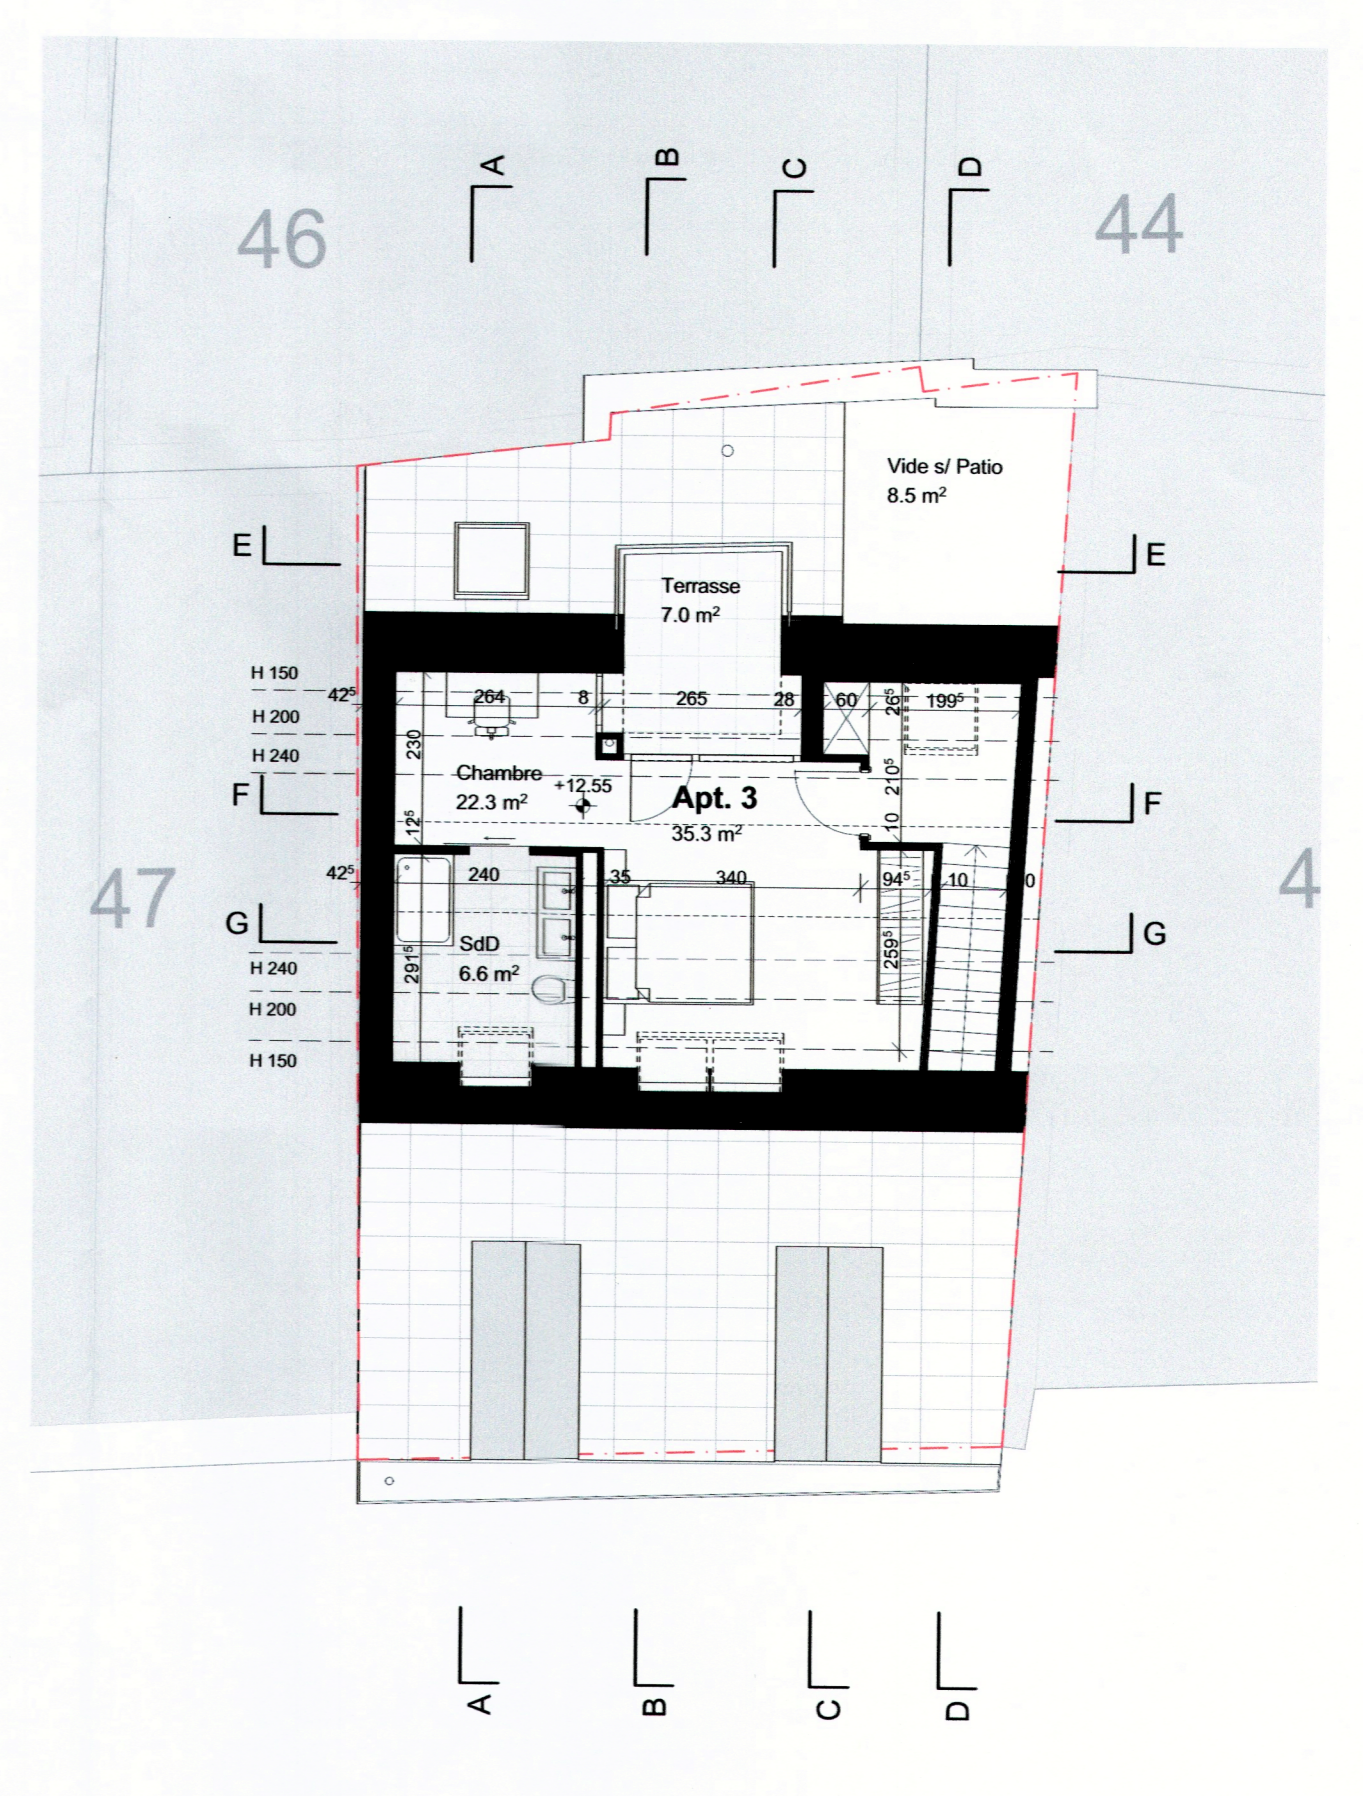 A
B
C
D
46
44
Vide s/ Patio
8.5 m²
E
E
Terrasse
7.0 m²
H 150
42⁵
264
8
265
28
60
26⁵
199⁵
H 200
230
H 240
Chambre
22.3 m²
+12.55
Apt. 3
35.3 m²
210⁵
F
F
12⁵
10
42⁵
240
35
340
94⁵
10
47
4
G
G
SdD
6.6 m²
291⁵
259⁵
H 240
H 200
H 150
A
B
C
D